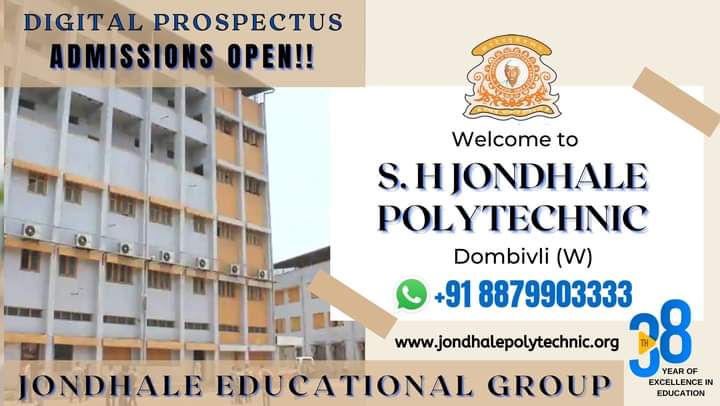 DIGITAL PROSPECTUS
ADMISSIONS OPEN!!
Welcome to
S. H JONDHALE
POLYTECHNIC
Dombivli (W)
+91 8879903333
www.jondhalepolytechnic.org
38
TH
YEAR OF
EXCELLENCE IN
EDUCATION
JONDHALE EDUCATIONAL GROUP